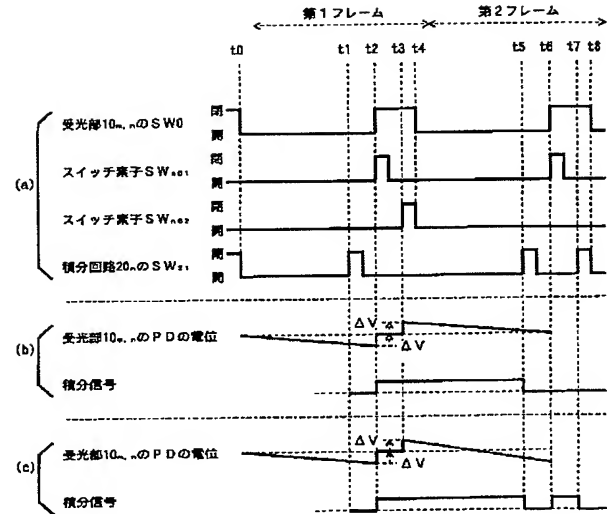 第1フレーム 第2フレーム
t0 t1 t2 t3 t4 t5 t6 t7 t8
(a)
受光部10m,nのSW0 閉 開
スイッチ素子SWn01 閉 開
スイッチ素子SWn02 閉 開
積分回路20nのSW21 閉 開
(b)
受光部10m,nのPDの電位 ΔV ΔV
積分信号
(c)
受光部10m,nのPDの電位 ΔV ΔV
積分信号